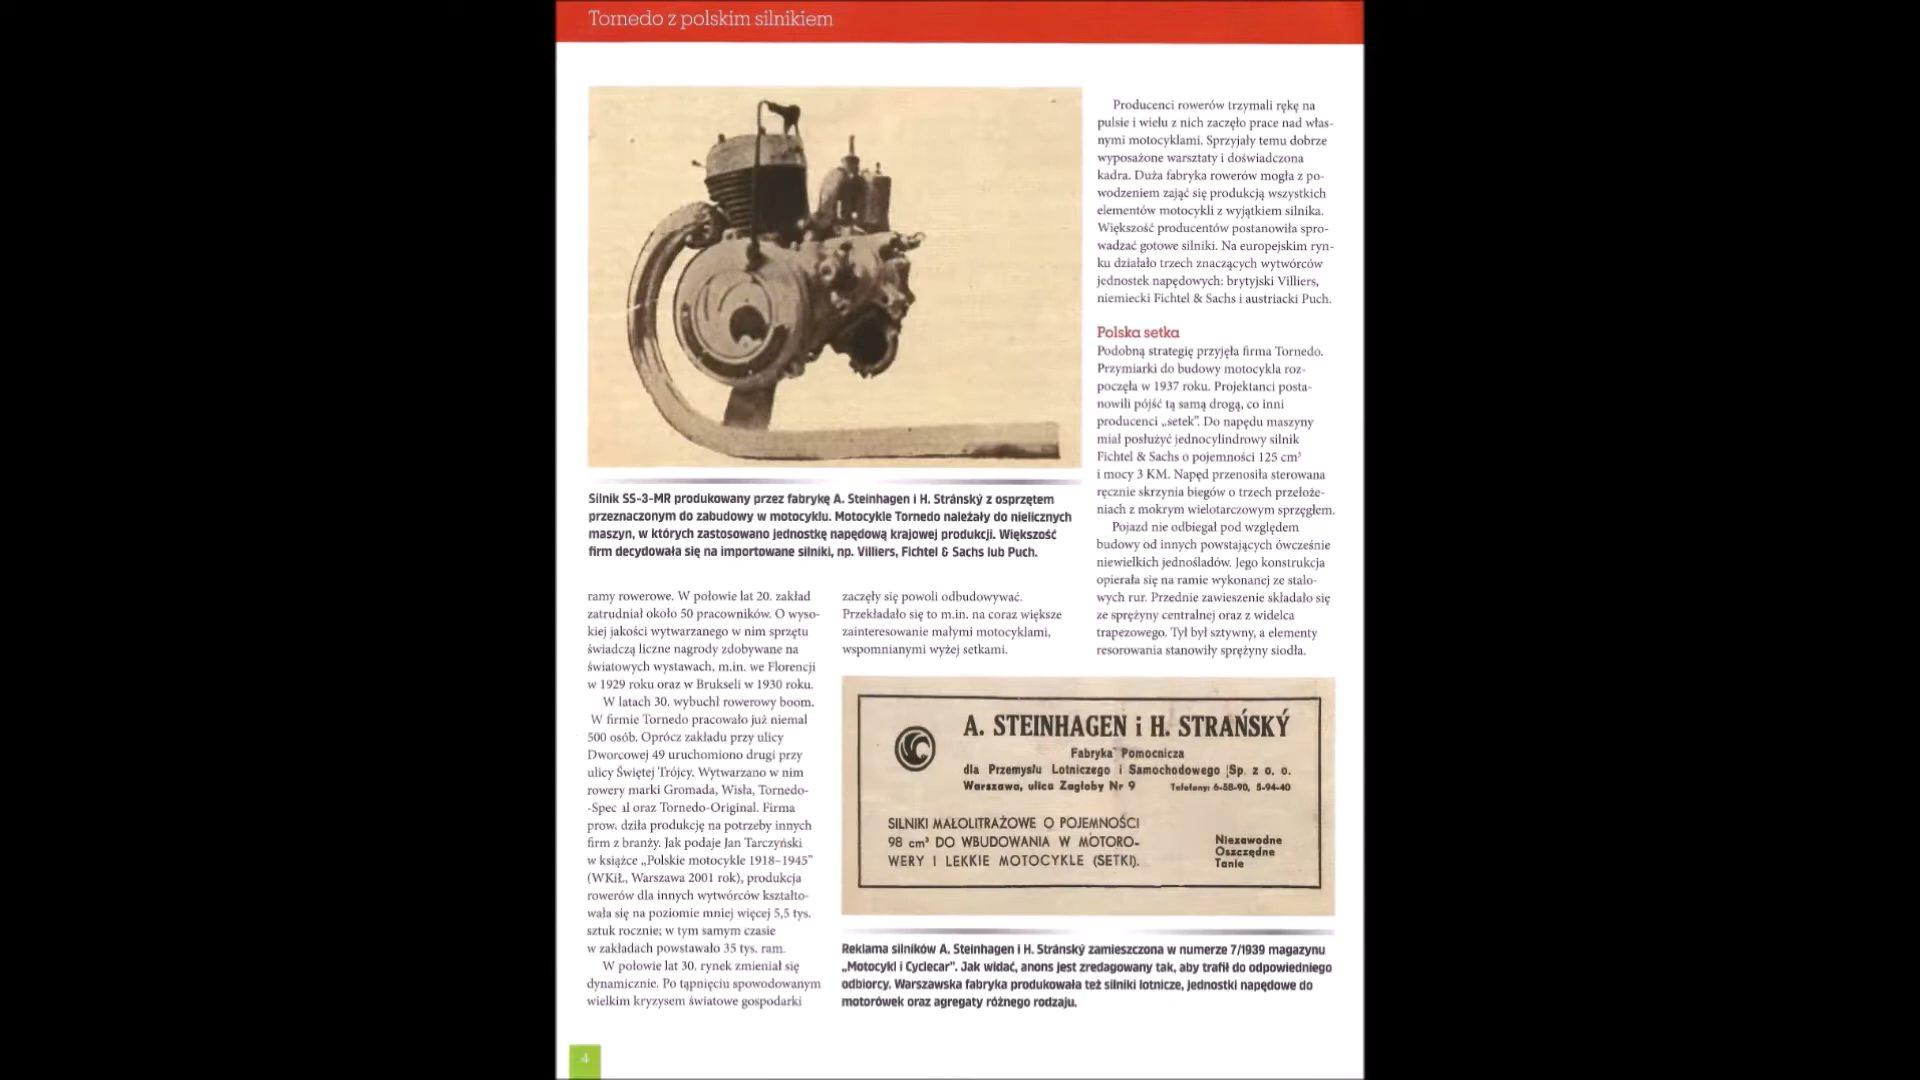 Tornedo z polskim silnikiem
Silnik SS-3-MR produkowany przez fabrykę A. Steinhagen i H. Stránský z osprzętem
przeznaczonym do zabudowy w motocyklu. Motocykle Tornedo należały do nielicznych
maszyn, w których zastosowano jednostkę napędową krajowej produkcji. Większość
firm decydowała się na importowane silniki, np. Villiers, Fichtel & Sachs lub Puch.
ramy rowerowe. W połowie lat 20. zakład
zatrudniał około 50 pracowników. O wyso-
kiej jakości wytwarzanego w nim sprzętu
świadczą liczne nagrody zdobywane na
światowych wystawach, m.in. we Florencji
w 1929 roku oraz w Brukseli w 1930 roku.
W latach 30. wybuchł rowerowy boom.
W firmie Tornedo pracowało już niemal
500 osób. Oprócz zakładu przy ulicy
Dworcowej 49 uruchomiono drugi przy
ulicy Świętej Trójcy. Wytwarzano w nim
rowery marki Gromada, Wisła, Tornedo-
-Spec al oraz Tornedo-Original. Firma
prow. dziła produkcję na potrzeby innych
firm z branży. Jak podaje Jan Tarczyński
w książce „Polskie motocykle 1918–1945”
(WKiŁ, Warszawa 2001 rok), produkcja
rowerów dla innych wytwórców kształto-
wała się na poziomie mniej więcej 5,5 tys.
sztuk rocznie; w tym samym czasie
w zakładach powstawało 35 tys. ram.
W połowie lat 30. rynek zmieniał się
dynamicznie. Po tąpnięciu spowodowanym
wielkim kryzysem światowe gospodarki
zaczęły się powoli odbudowywać.
Przekładało się to m.in. na coraz większe
zainteresowanie małymi motocyklami,
wspomnianymi wyżej setkami.
Producenci rowerów trzymali rękę na
pulsie i wielu z nich zaczęło prace nad włas-
nymi motocyklami. Sprzyjały temu dobrze
wyposażone warsztaty i doświadczona
kadra. Duża fabryka rowerów mogła z po-
wodzeniem zająć się produkcją wszystkich
elementów motocykli z wyjątkiem silnika.
Większość producentów postanowiła spro-
wadzać gotowe silniki. Na europejskim ryn-
ku działało trzech znaczących wytwórców
jednostek napędowych: brytyjski Villiers,
niemiecki Fichtel & Sachs i austriacki Puch.
Polska setka
Podobną strategię przyjęła firma Tornedo.
Przymiarki do budowy motocykla roz-
poczęła w 1937 roku. Projektanci posta-
nowili pójść tą samą drogą, co inni
producenci „setek”. Do napędu maszyny
miał posłużyć jednocylindrowy silnik
Fichtel & Sachs o pojemności 125 cm³
i mocy 3 KM. Napęd przenosiła sterowana
ręcznie skrzynia biegów o trzech przełoże-
niach z mokrym wielotarczowym sprzęgłem.
Pojazd nie odbiegał pod względem
budowy od innych powstających ówcześnie
niewielkich jednośladów. Jego konstrukcja
opierała się na ramie wykonanej ze stalo-
wych rur. Przednie zawieszenie składało się
ze sprężyny centralnej oraz z widelca
trapezowego. Tył był sztywny, a elementy
resorowania stanowiły sprężyny siodła.
A. STEINHAGEN i H. STRAŃSKÝ
Fabryka Pomocnicza
dla Przemysłu Lotniczego i Samochodowego Sp. z o. o.
Warszawa, ulica Zagłoby Nr 9 Telefony: 6-58-90, 5-94-40
SILNIKI MAŁOLITRAŻOWE O POJEMNOŚCI
98 cm³ DO WBUDOWANIA W MOTORO-
WERY I LEKKIE MOTOCYKLE (SETKI).
Niezawodne
Oszczędne
Tanie
Reklama silników A. Steinhagen i H. Stránský zamieszczona w numerze 7/1939 magazynu
„Motocykl i Cyclecar”. Jak widać, anons jest zredagowany tak, aby trafił do odpowiedniego
odbiorcy. Warszawska fabryka produkowała też silniki lotnicze, jednostki napędowe do
motorówek oraz agregaty różnego rodzaju.
4